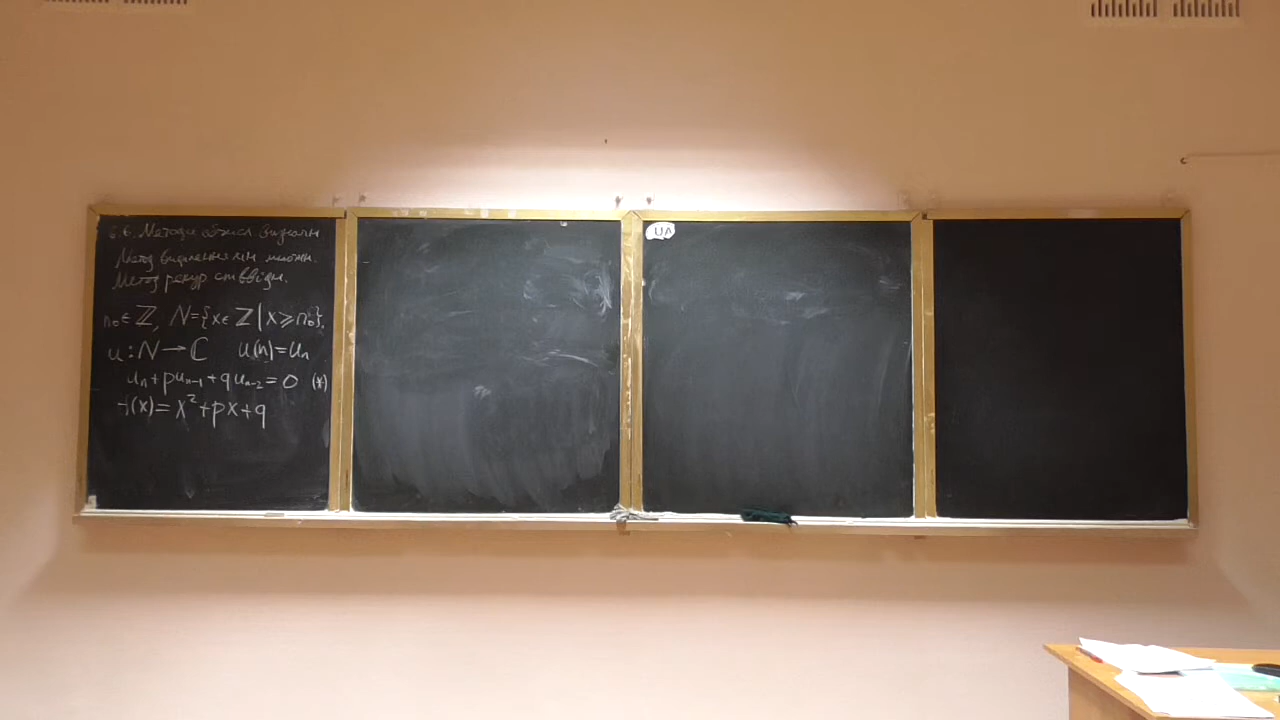 6.6. Методи обчисл визначн
Метод виділення лін множн.
Метод рекур співвідн.
n₀ ∈ ℤ, N = {x ∈ ℤ | x ⩾ n₀}.
u : N → ℂ u(n) = uₙ
uₙ + puₙ₋₁ + quₙ₋₂ = 0 (*)
f(x) = x² + px + q
UA